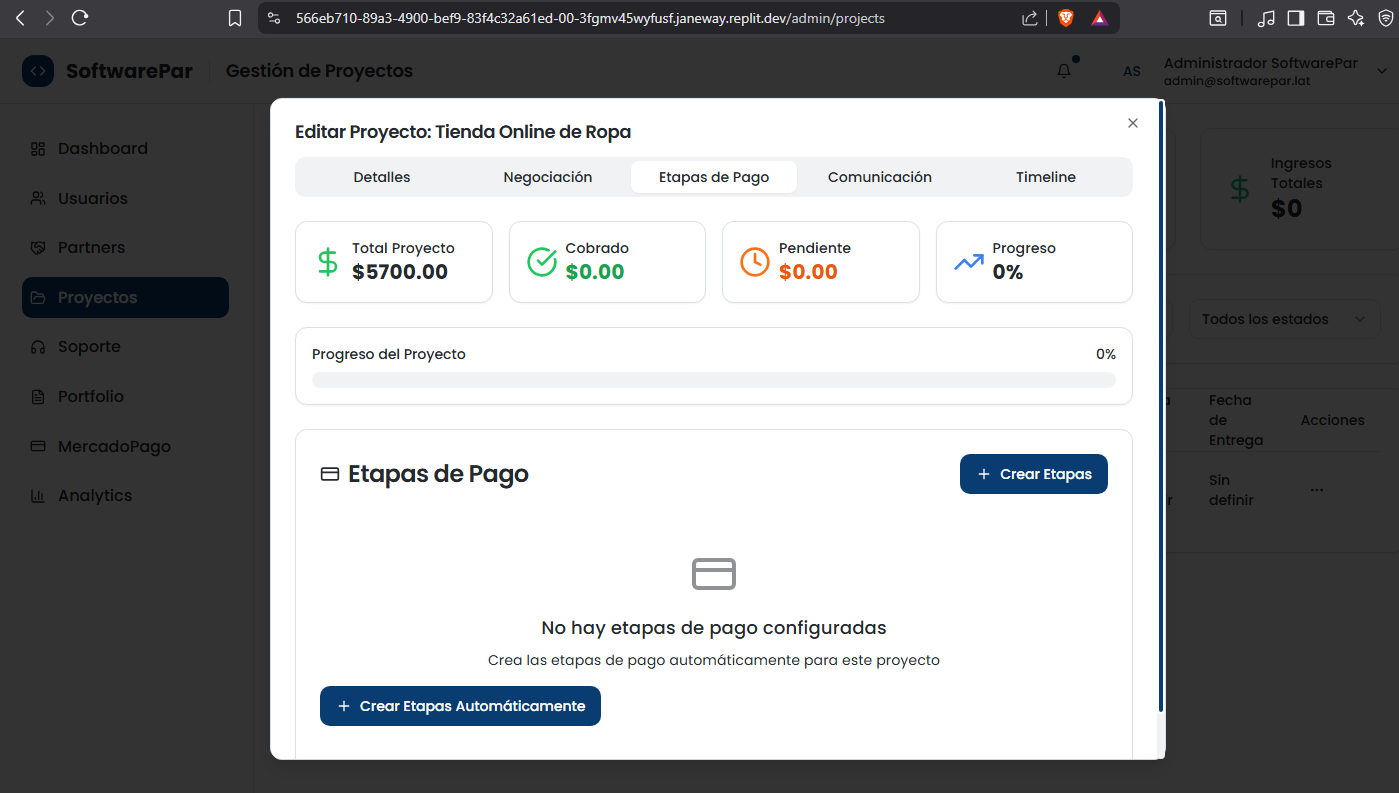 566eb710-89a3-4900-bef9-83f4c32a61ed-00-3fgmv45wyfusf.janeway.replit.dev/admin/projects
SoftwarePar
Gestión de Proyectos
AS
Administrador SoftwarePar
admin@softwarepar.lat
Dashboard
Usuarios
Partners
Proyectos
Soporte
Portfolio
MercadoPago
Analytics
Editar Proyecto: Tienda Online de Ropa
Detalles
Negociación
Etapas de Pago
Comunicación
Timeline
Total Proyecto
$5700.00
Cobrado
$0.00
Pendiente
$0.00
Progreso
0%
Progreso del Proyecto
0%
Etapas de Pago
+ Crear Etapas
No hay etapas de pago configuradas
Crea las etapas de pago automáticamente para este proyecto
+ Crear Etapas Automáticamente
Ingresos
Totales
$0
Todos los estados
Fecha
de
Entrega
Acciones
Sin
definir
...